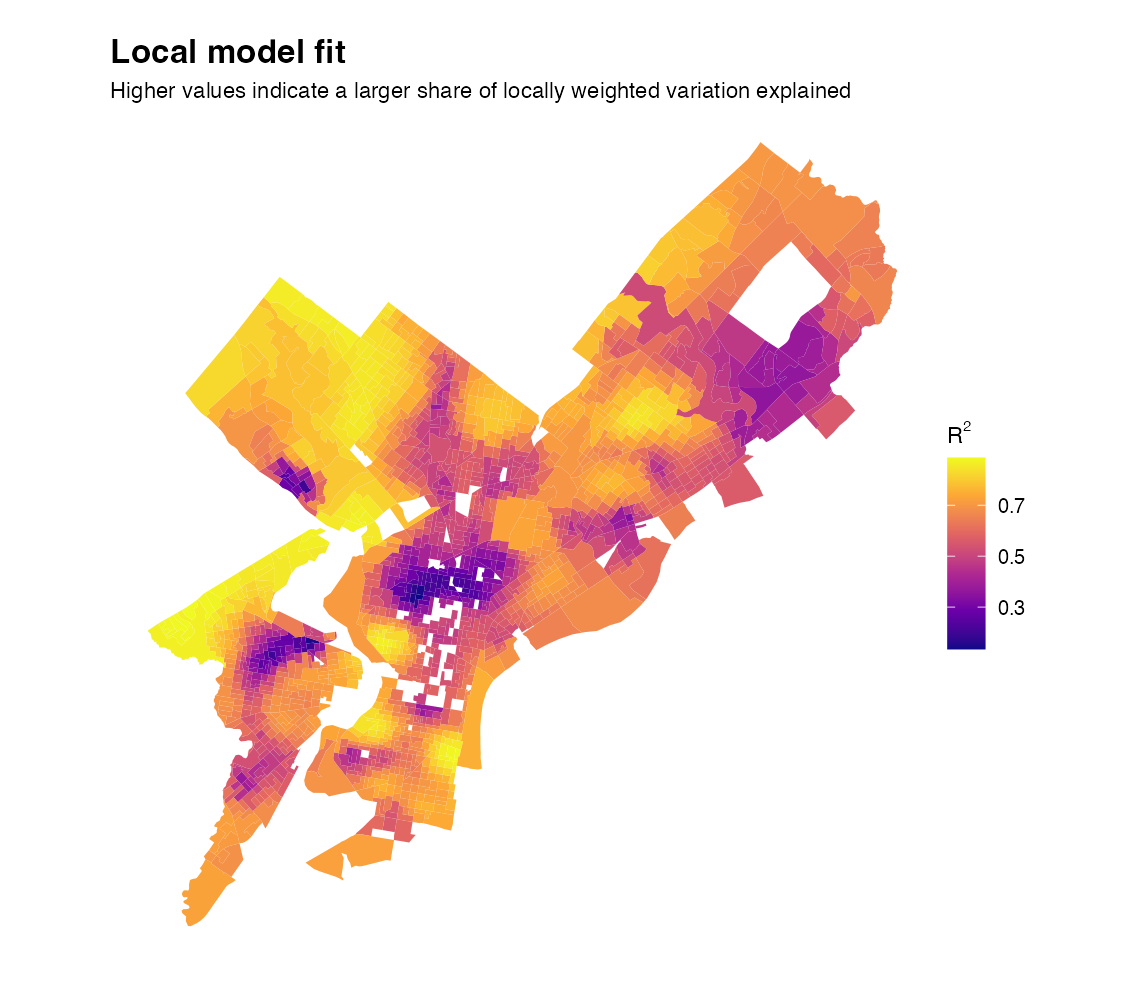 Local model fit
Higher values indicate a larger share of locally weighted variation explained
R²
0.7
0.5
0.3